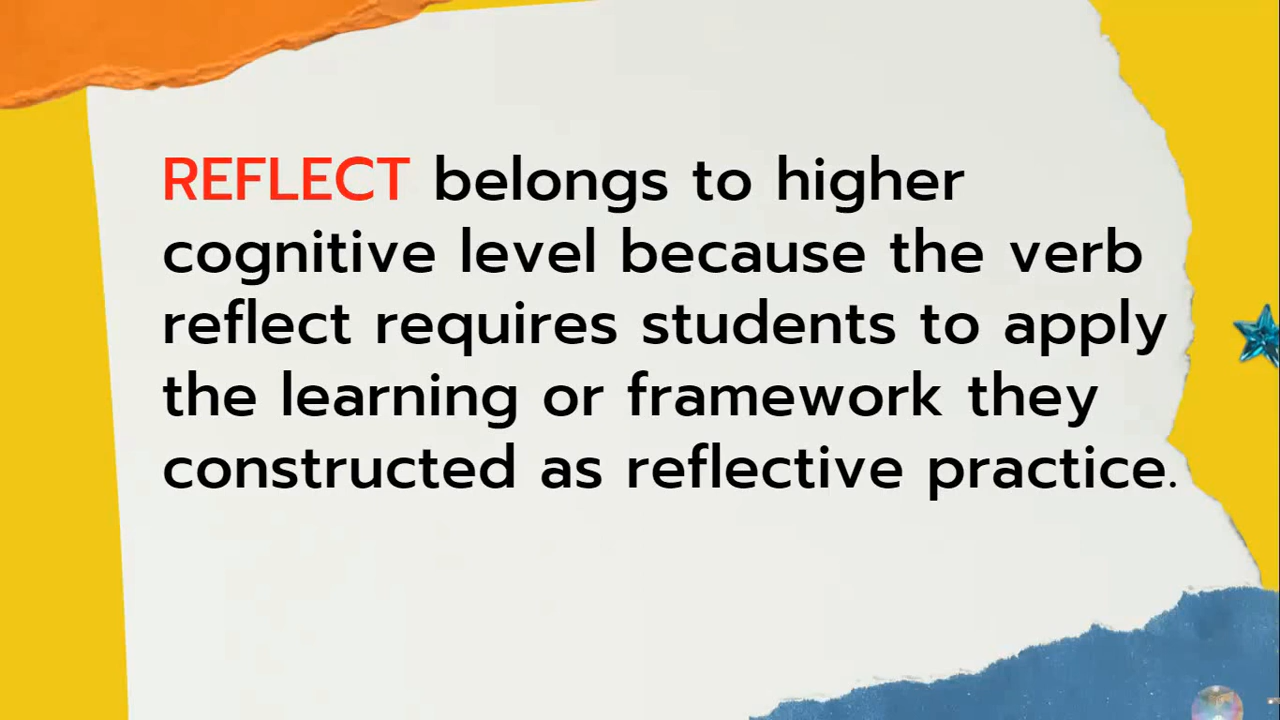 REFLECT belongs to higher
cognitive level because the verb
reflect requires students to apply
the learning or framework they
constructed as reflective practice.